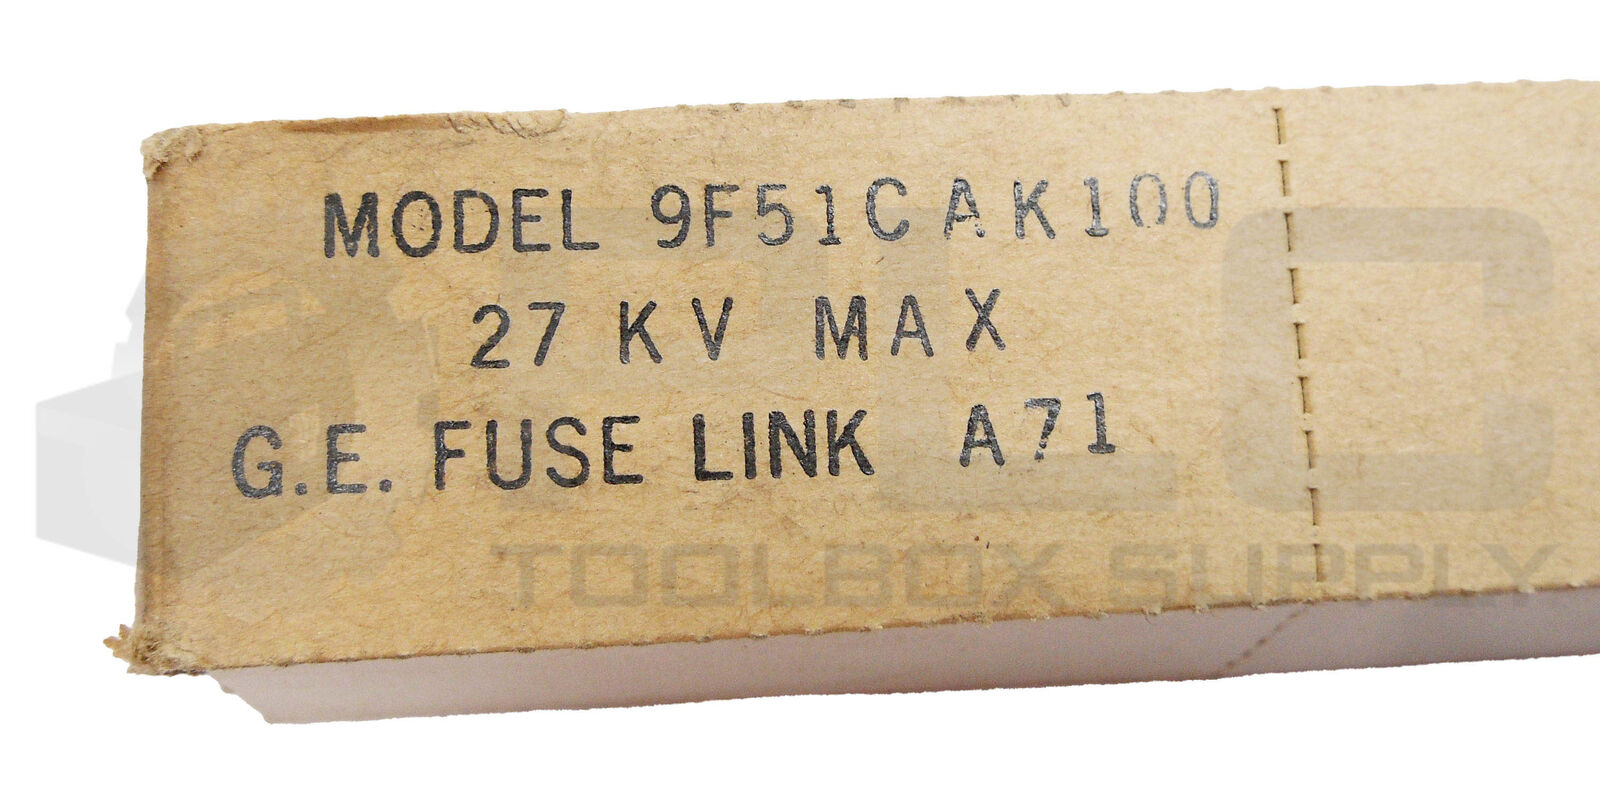 MODEL 9F51CAK100
27 KV MAX
G.E. FUSE LINK A71
TOOLBOX SUPPLY